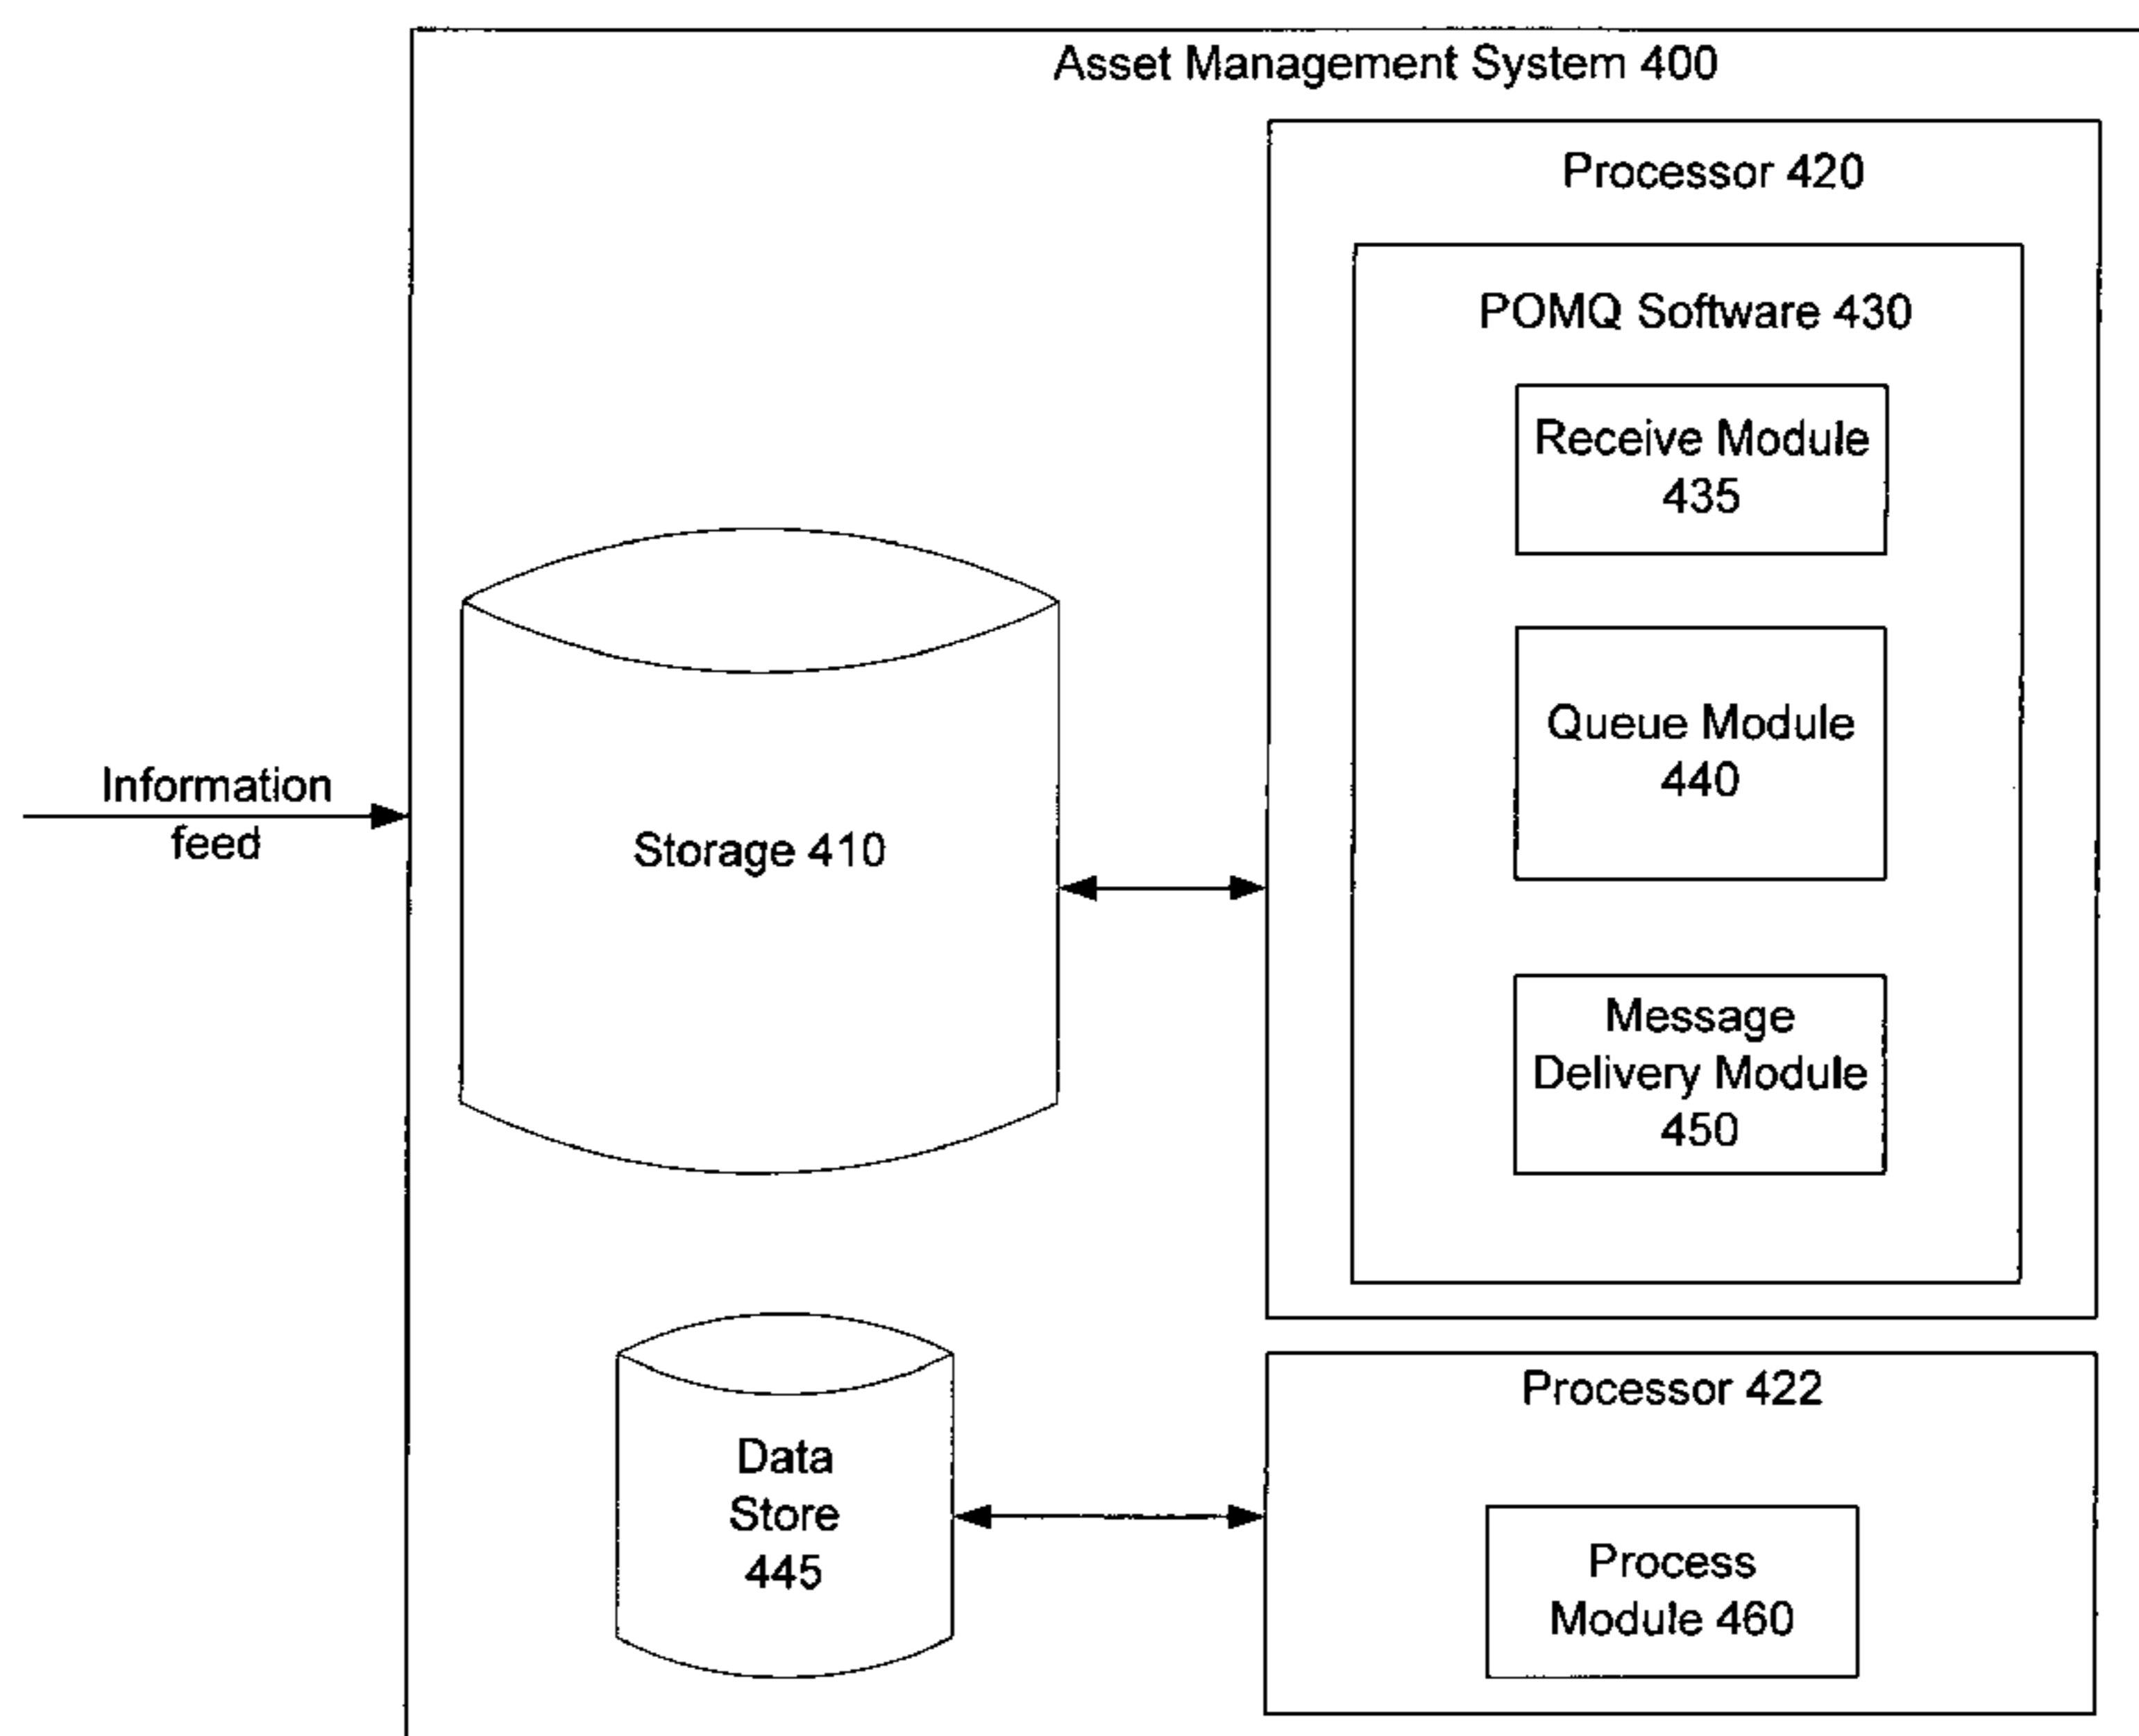 Asset Management System 400
Processor 420
POMQ Software 430
Receive Module
435
Queue Module
440
Message
Delivery Module
450
Information
feed
Storage 410
Data
Store
445
Processor 422
Process
Module 460